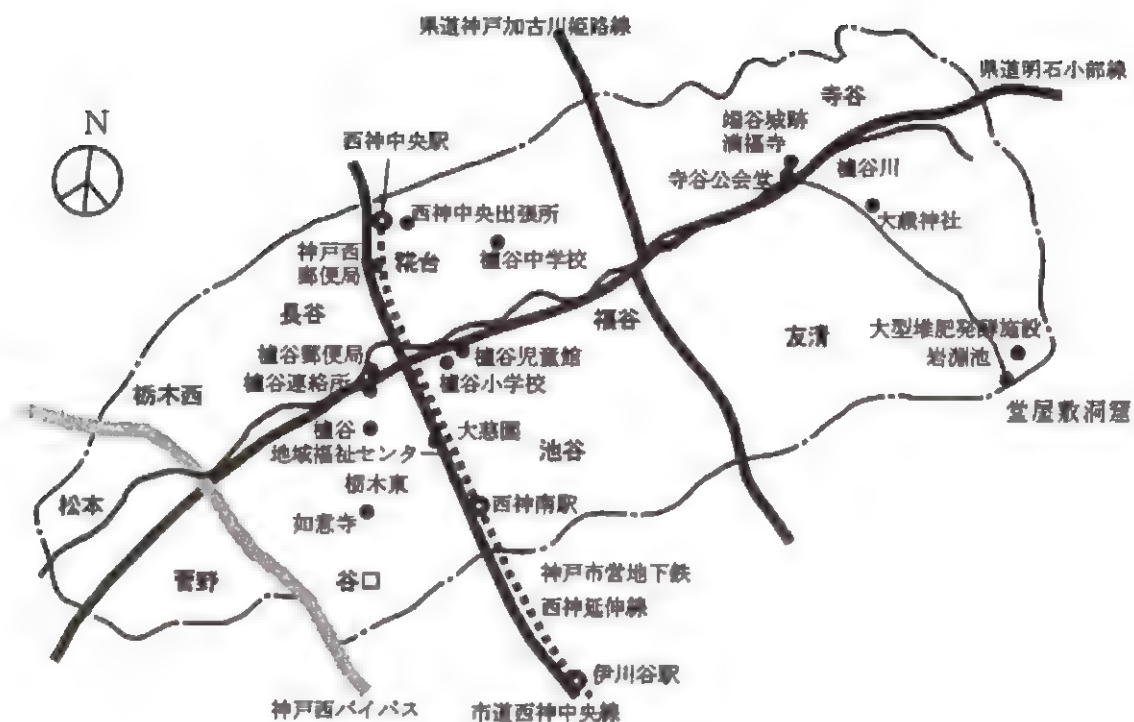 県道神戸加古川姫路線
県道明石小部線
寺谷
端谷城跡
満福寺
N
西神中央駅
寺谷公会堂
櫨谷川
西神中央出張所
大歳神社
櫨谷中学校
神戸西
郵便局
糀台
長谷
福谷
友清
大型堆肥発酵施設
岩淵池
櫨谷郵便局
櫨谷児童館
櫨谷連絡所
櫨谷小学校
栃木西
堂屋敷洞窟
櫨谷
地域福祉センター
大慈園
池谷
栃木東
松本
如意寺
西神南駅
菅野
谷口
神戸市営地下鉄
西神延伸線
伊川谷駅
神戸西バイパス
市道西神中央線